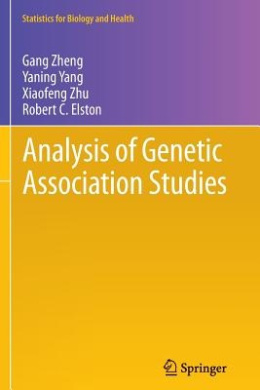 Statistics for Biology and Health
Gang Zheng
Yaning Yang
Xiaofeng Zhu
Robert C. Elston
Analysis of Genetic
Association Studies
Springer